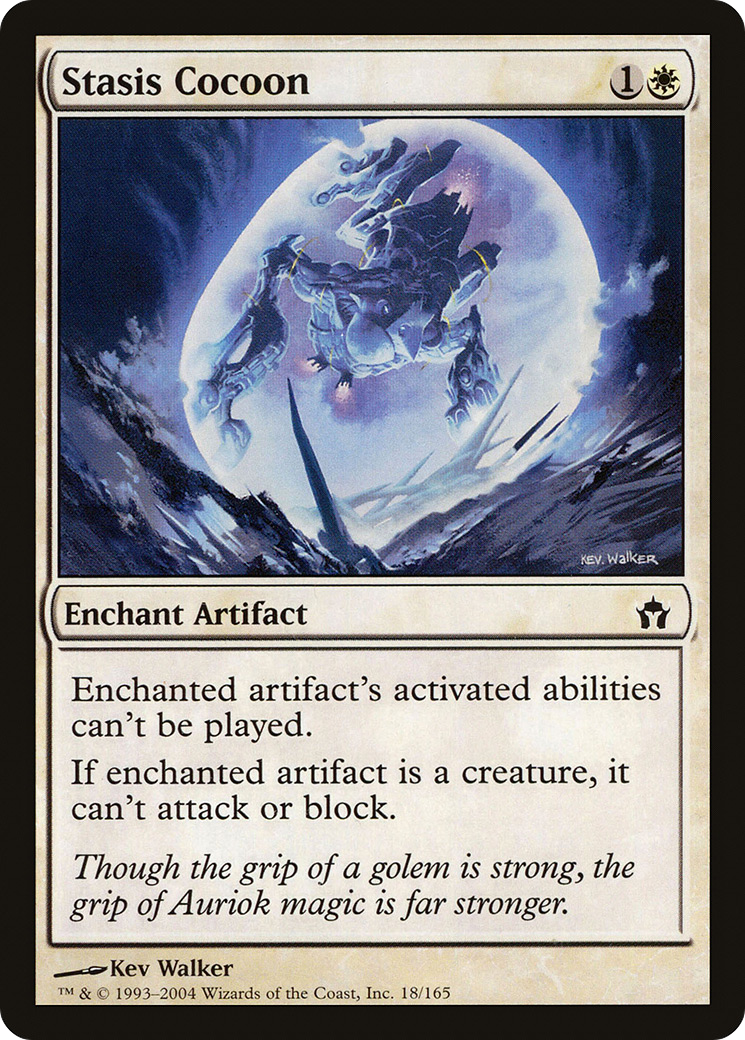 Stasis Cocoon 1
KEV. WALKER
Enchant Artifact
Enchanted artifact's activated abilities
can't be played.
If enchanted artifact is a creature, it
can't attack or block.
Though the grip of a golem is strong, the
grip of Auriok magic is far stronger.
Kev Walker
™ & © 1993–2004 Wizards of the Coast, Inc. 18/165